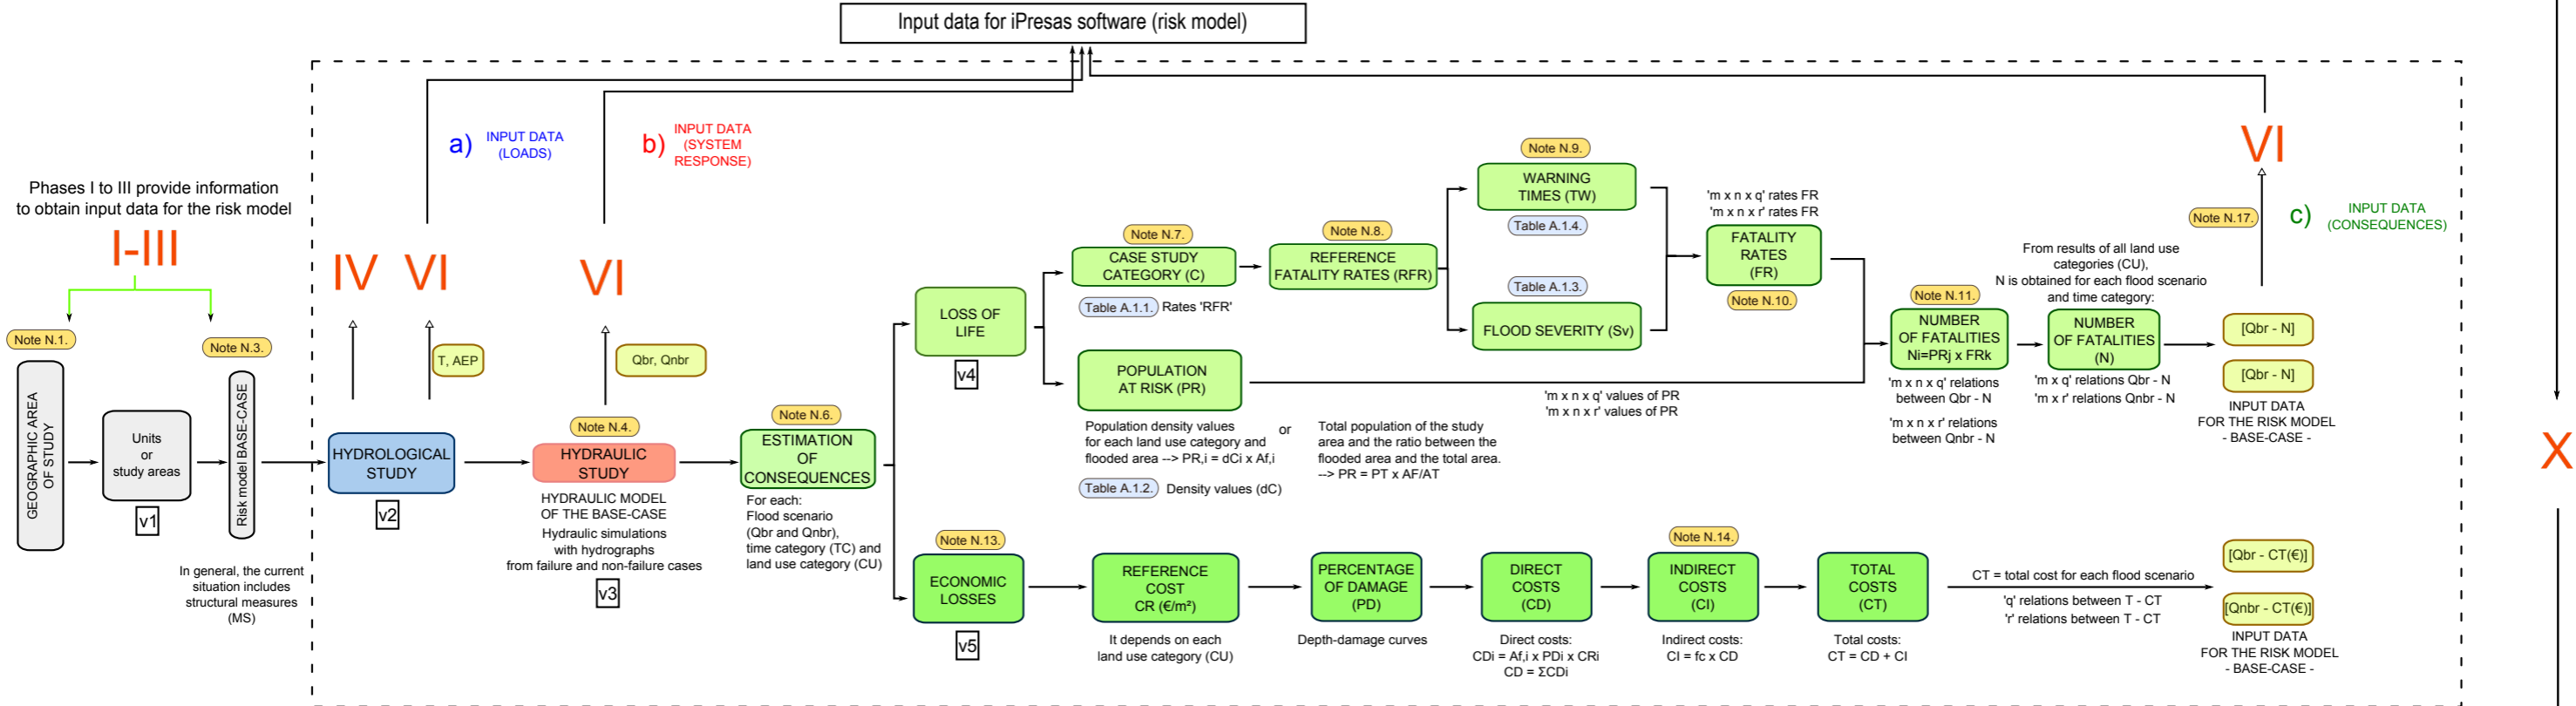 Input data for iPresas software (risk model)
a)
INPUT DATA
(LOADS)
b)
INPUT DATA
(SYSTEM
RESPONSE)
Phases I to III provide information
to obtain input data for the risk model
I-III
IV
VI
VI
VI
Note N.17.
c)
INPUT DATA
(CONSEQUENCES)
Note N.1.
GEOGRAPHIC AREA
OF STUDY
Units
or
study areas
v1
Note N.3.
Risk model BASE-CASE
In general, the current
situation includes
structural measures
(MS)
T, AEP
HYDROLOGICAL
STUDY
v2
Qbr, Qnbr
Note N.4.
HYDRAULIC
STUDY
HYDRAULIC MODEL
OF THE BASE-CASE
Hydraulic simulations
with hydrographs
from failure and non-failure cases
v3
Note N.6.
ESTIMATION
OF
CONSEQUENCES
For each:
Flood scenario
(Qbr and Qnbr),
time category (TC) and
land use category (CU)
LOSS OF
LIFE
v4
Note N.7.
CASE STUDY
CATEGORY (C)
Table A.1.1.
Rates 'RFR'
Note N.8.
REFERENCE
FATALITY RATES (RFR)
Note N.9.
WARNING
TIMES (TW)
Table A.1.4.
Table A.1.3.
FLOOD SEVERITY (Sv)
'm x n x q' rates FR
'm x n x r' rates FR
FATALITY
RATES
(FR)
Note N.10.
POPULATION
AT RISK (PR)
Population density values
for each land use category and
flooded area --> PR,i = dCi x Af,i
Table A.1.2.
Density values (dC)
or
Total population of the study
area and the ratio between the
flooded area and the total area.
--> PR = PT x AF/AT
'm x n x q' values of PR
'm x n x r' values of PR
Note N.11.
NUMBER
OF FATALITIES
Ni=PRj x FRk
'm x n x q' relations
between Qbr - N
'm x n x r' relations
between Qnbr - N
From results of all land use
categories (CU),
N is obtained for each flood scenario
and time category:
NUMBER
OF FATALITIES
(N)
'm x q' relations Qbr - N
'm x r' relations Qnbr - N
[Qbr - N]
[Qbr - N]
INPUT DATA
FOR THE RISK MODEL
- BASE-CASE -
Note N.13.
ECONOMIC
LOSSES
v5
REFERENCE
COST
CR (€/m²)
It depends on each
land use category (CU)
PERCENTAGE
OF DAMAGE
(PD)
Depth-damage curves
DIRECT
COSTS
(CD)
Direct costs:
CDi = Af,i x PDi x CRi
CD = ΣCDi
Note N.14.
INDIRECT
COSTS
(CI)
Indirect costs:
CI = fc x CD
TOTAL
COSTS
(CT)
Total costs:
CT = CD + CI
CT = total cost for each flood scenario
'q' relations between T - CT
'r' relations between T - CT
[Qbr - CT(€)]
[Qnbr - CT(€)]
INPUT DATA
FOR THE RISK MODEL
- BASE-CASE -
X